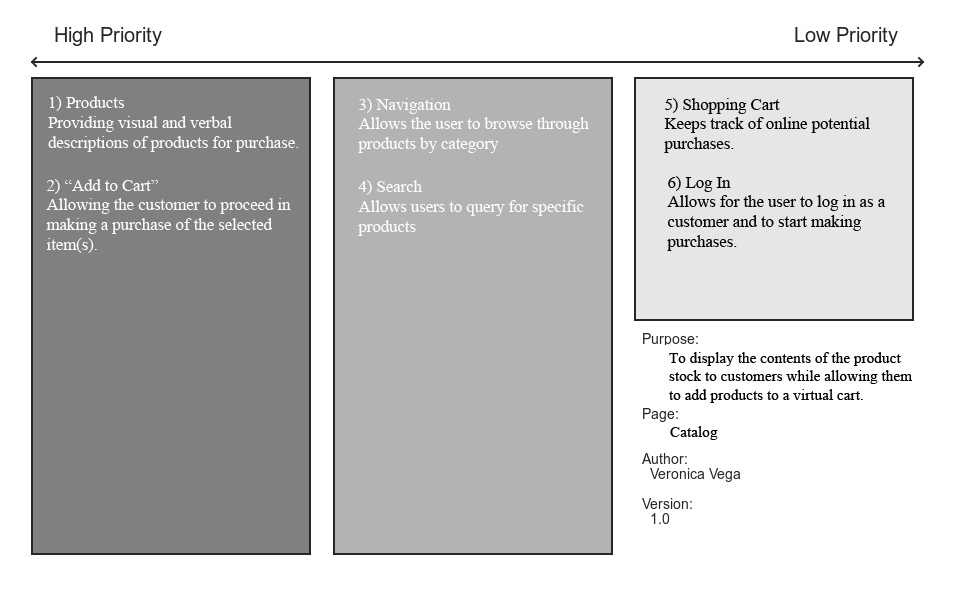 High Priority
Low Priority
1) Products
Providing visual and verbal
descriptions of products for purchase.
2) “Add to Cart”
Allowing the customer to proceed in
making a purchase of the selected
item(s).
3) Navigation
Allows the user to browse through
products by category
4) Search
Allows users to query for specific
products
5) Shopping Cart
Keeps track of online potential
purchases.
6) Log In
Allows for the user to log in as a
customer and to start making
purchases.
Purpose:
To display the contents of the product
stock to customers while allowing them
to add products to a virtual cart.
Page:
Catalog
Author:
Veronica Vega
Version:
1.0